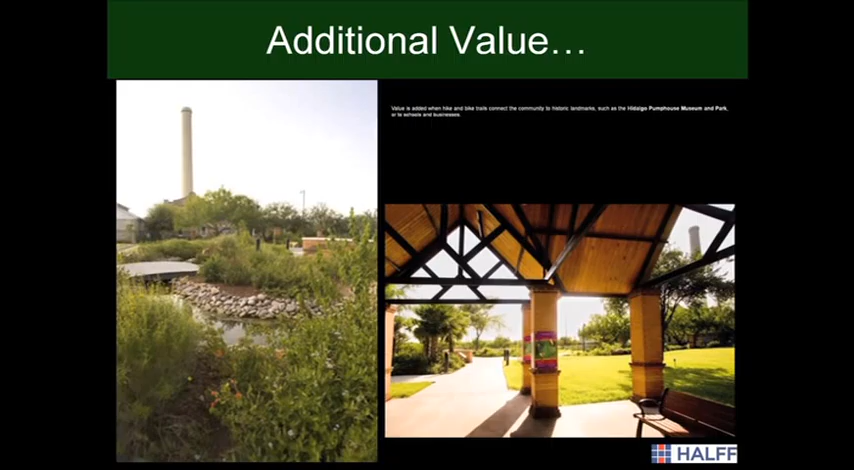 Additional Value…
Value is added when hike and bike trails connect the community to historic landmarks, such as the Hidalgo Pumphouse Museum and Park,
or to schools and businesses.
HALFF